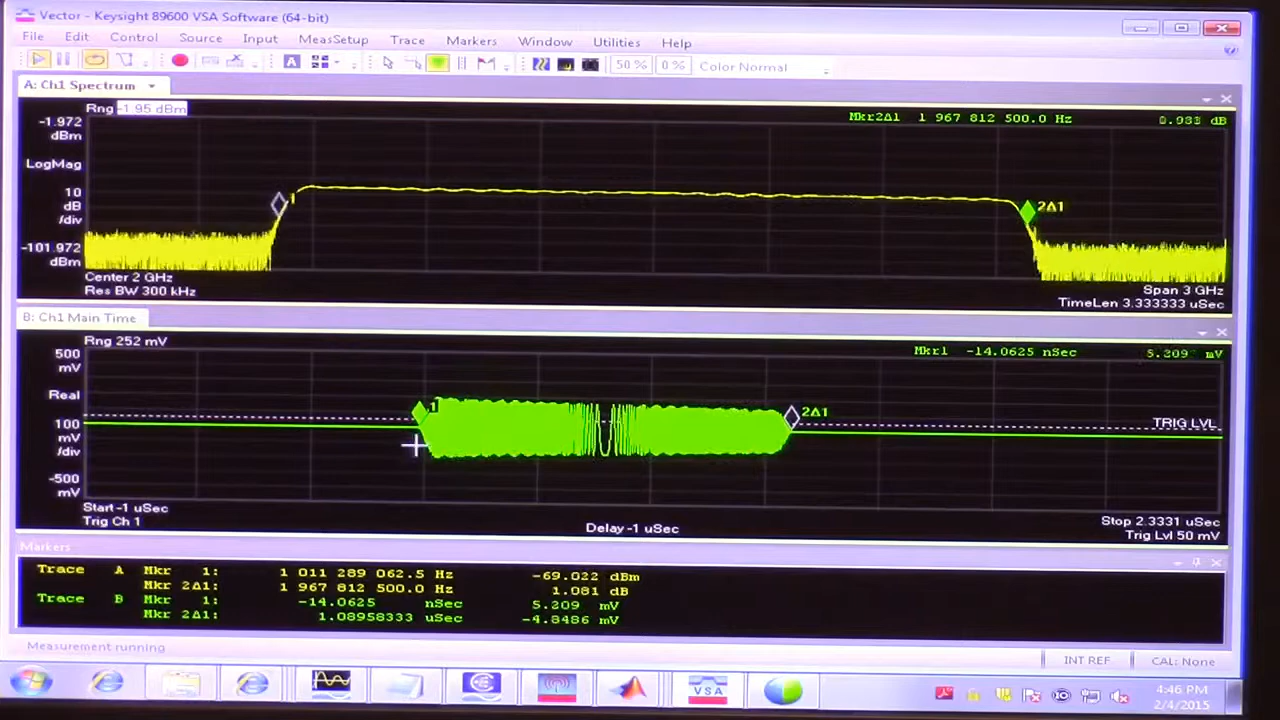 Vector - Keysight 89600 VSA Software (64-bit)
File Edit Control Source Input MeasSetup Trace Markers Window Utilities Help
A 50 % 0 % Color Normal
A: Ch1 Spectrum
Rng -1.95 dBm
Mkr2Δ1 1 967 812 500.0 Hz 0.983 dB
-1.972
dBm
LogMag
10
dB
/div
-101.972
dBm
1
2Δ1
Center 2 GHz
Res BW 300 kHz
Span 3 GHz
TimeLen 3.333333 uSec
B: Ch1 Main Time
Rng 252 mV
Mkr1 -14.0625 nSec 5.209 mV
500
mV
Real
100
mV
/div
-500
mV
1
2Δ1
TRIG LVL
Start -1 uSec
Trig Ch 1
Delay -1 uSec
Stop 2.3331 uSec
Trig Lvl 50 mV
Markers
Trace A Mkr 1: 1 011 289 062.5 Hz -69.022 dBm
Mkr 2Δ1: 1 967 812 500.0 Hz 1.081 dB
Trace B Mkr 1: -14.0625 nSec 5.209 mV
Mkr 2Δ1: 1.08958333 uSec -4.8486 mV
Measurement running
INT REF CAL: None
VSA
4:46 PM
2/4/2015